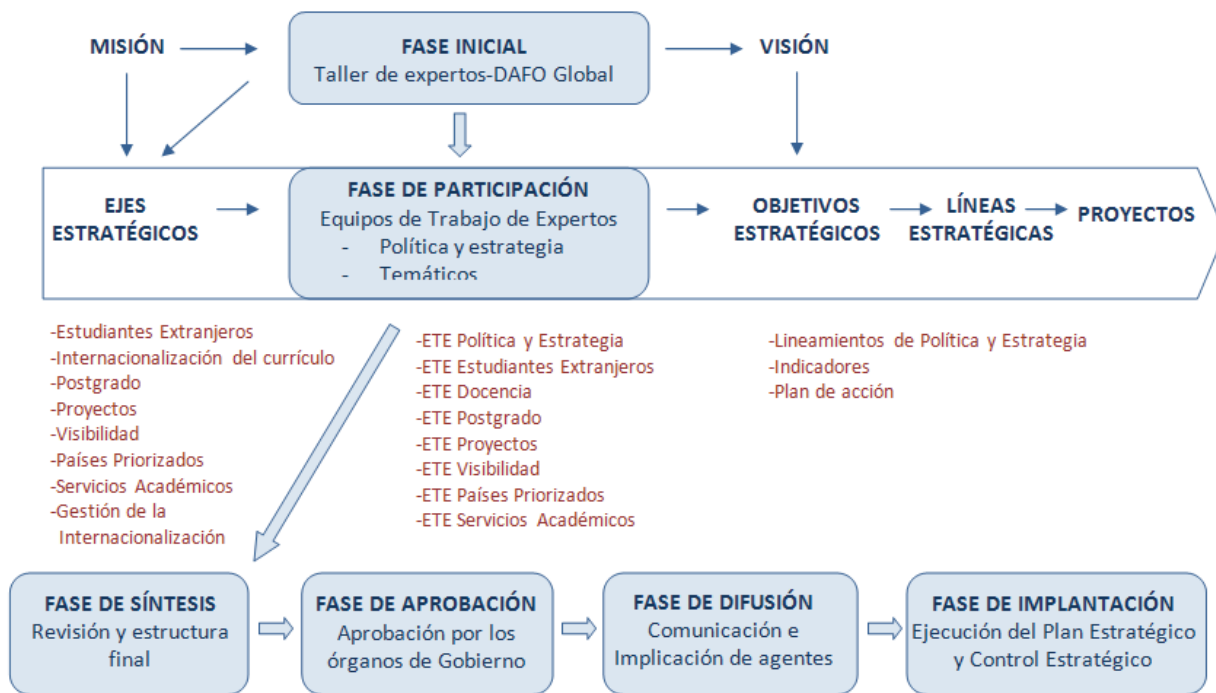 MISIÓN
FASE INICIAL
Taller de expertos-DAFO Global
VISIÓN
EJES
ESTRATÉGICOS
FASE DE PARTICIPACIÓN
Equipos de Trabajo de Expertos
- Política y estrategia
- Temáticos
OBJETIVOS
ESTRATÉGICOS
LÍNEAS
ESTRATÉGICAS
PROYECTOS
-Estudiantes Extranjeros
-Internacionalización del currículo
-Postgrado
-Proyectos
-Visibilidad
-Países Priorizados
-Servicios Académicos
-Gestión de la
Internacionalización
-ETE Política y Estrategia
-ETE Estudiantes Extranjeros
-ETE Docencia
-ETE Postgrado
-ETE Proyectos
-ETE Visibilidad
-ETE Países Priorizados
-ETE Servicios Académicos
-Lineamientos de Política y Estrategia
-Indicadores
-Plan de acción
FASE DE SÍNTESIS
Revisión y estructura
final
FASE DE APROBACIÓN
Aprobación por los
órganos de Gobierno
FASE DE DIFUSIÓN
Comunicación e
Implicación de agentes
FASE DE IMPLANTACIÓN
Ejecución del Plan Estratégico
y Control Estratégico